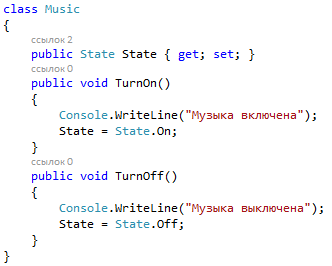 class Music
{
ссылок 2
public State State { get; set; }
ссылок 0
public void TurnOn()
{
Console.WriteLine("Музыка включена");
State = State.On;
}
ссылок 0
public void TurnOff()
{
Console.WriteLine("Музыка выключена");
State = State.Off;
}
}